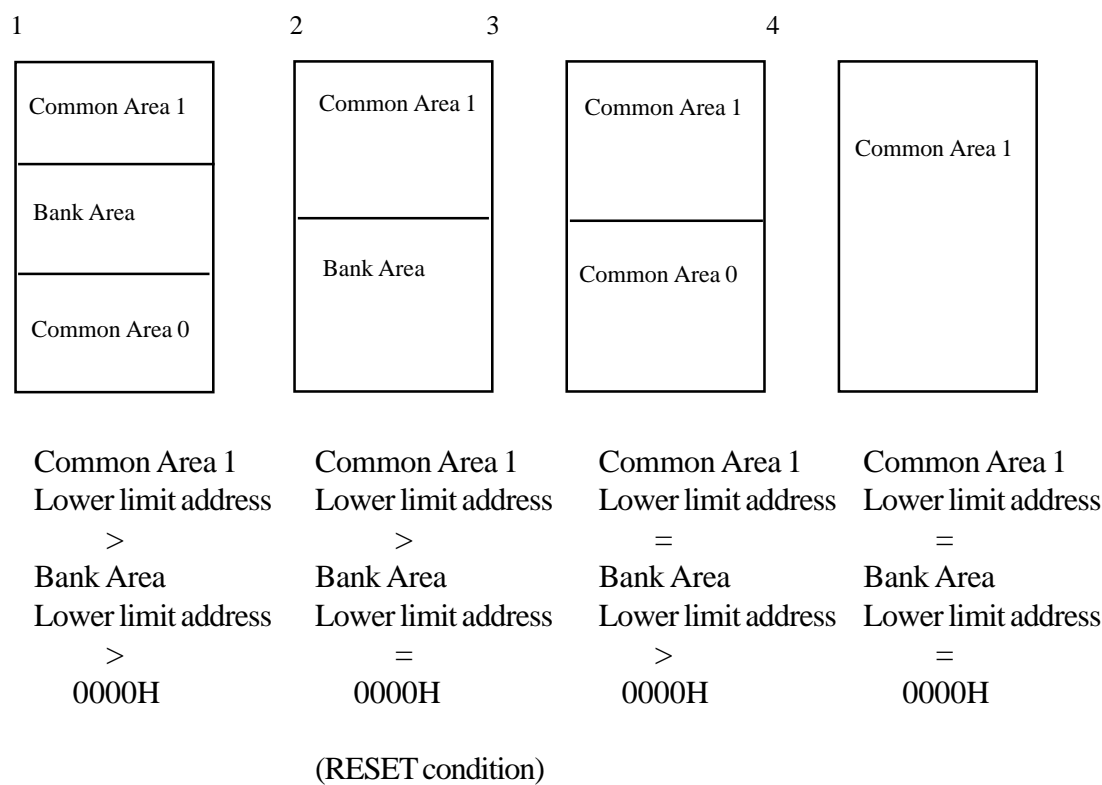 1 2 3 4
Common Area 1
Bank Area
Common Area 0
Common Area 1
Bank Area
Common Area 1
Common Area 0
Common Area 1
Common Area 1
Lower limit address
>
Bank Area
Lower limit address
>
0000H
Common Area 1
Lower limit address
>
Bank Area
Lower limit address
=
0000H
(RESET condition)
Common Area 1
Lower limit address
=
Bank Area
Lower limit address
>
0000H
Common Area 1
Lower limit address
=
Bank Area
Lower limit address
=
0000H